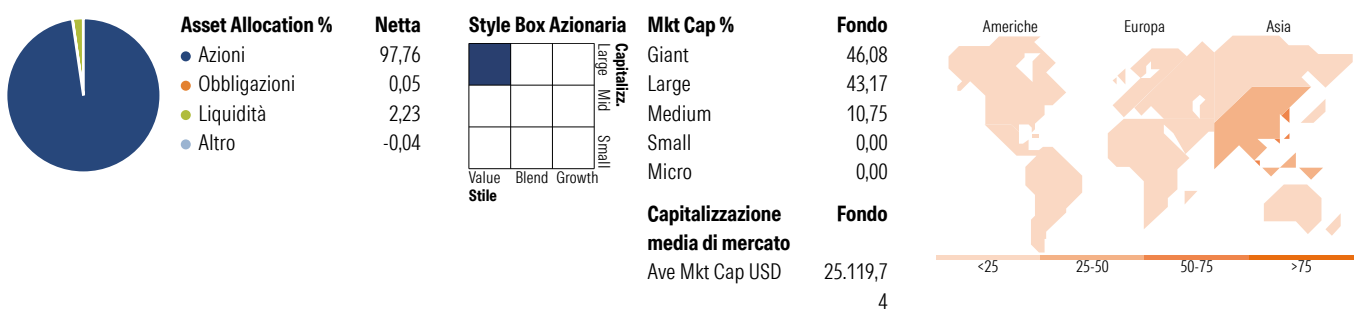 Asset Allocation % Netta
Azioni 97,76
Obbligazioni 0,05
Liquidità 2,23
Altro -0,04
Style Box Azionaria
Capitalizz.
Large Mid Small
Value Blend Growth
Stile
Mkt Cap % Fondo
Giant 46,08
Large 43,17
Medium 10,75
Small 0,00
Micro 0,00
Capitalizzazione Fondo
media di mercato
Ave Mkt Cap USD 25.119,7
4
Americhe Europa Asia
<25 25-50 50-75 >75